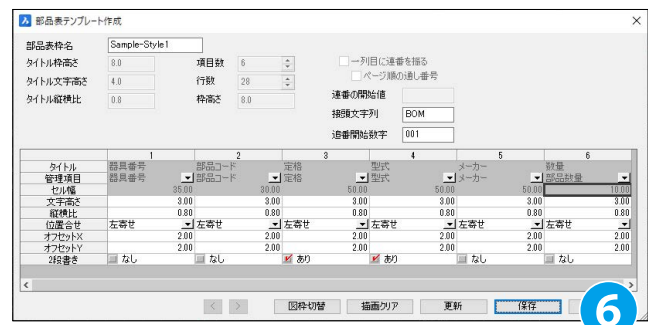 部品表テンプレート作成
部品表枠名 Sample-Style1
タイトル枠高さ 8.0 項目数 6 一列目に連番を振る
タイトル文字高さ 4.0 行数 28 ページ順の通し番号
タイトル縦横比 0.8 枠高さ 8.0 連番の開始値
接頭文字列 BOM
追番開始数字 001
1 2 3 4 5 6
タイトル 器具番号 部品コード 定格 型式 メーカー 数量
管理項目 器具番号 部品コード 定格 型式 メーカー 部品数量
セル幅 35.00 30.00 50.00 50.00 50.00 10.00
文字高さ 3.00 3.00 3.00 3.00 3.00 3.00
縦横比 0.80 0.80 0.80 0.80 0.80 0.80
位置合せ 左寄せ 左寄せ 左寄せ 左寄せ 左寄せ 左寄せ
オフセットX 2.00 2.00 2.00 2.00 2.00 2.00
オフセットY 2.00 2.00 2.00 2.00 2.00 2.00
2段書き なし なし あり あり なし なし
< > 図枠切替 描画クリア 更新 保存
6